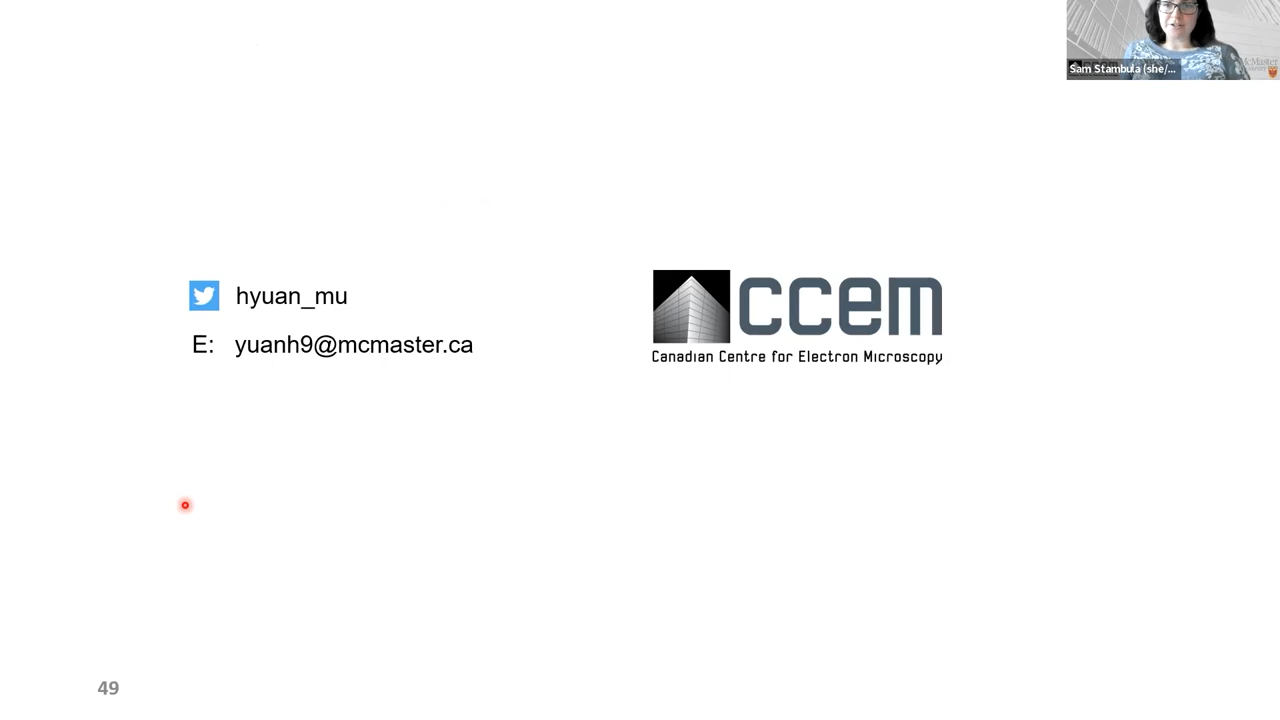 Sam Stambula (she/...
hyuan_mu
E: yuanh9@mcmaster.ca
ccem
Canadian Centre for Electron Microscopy
49